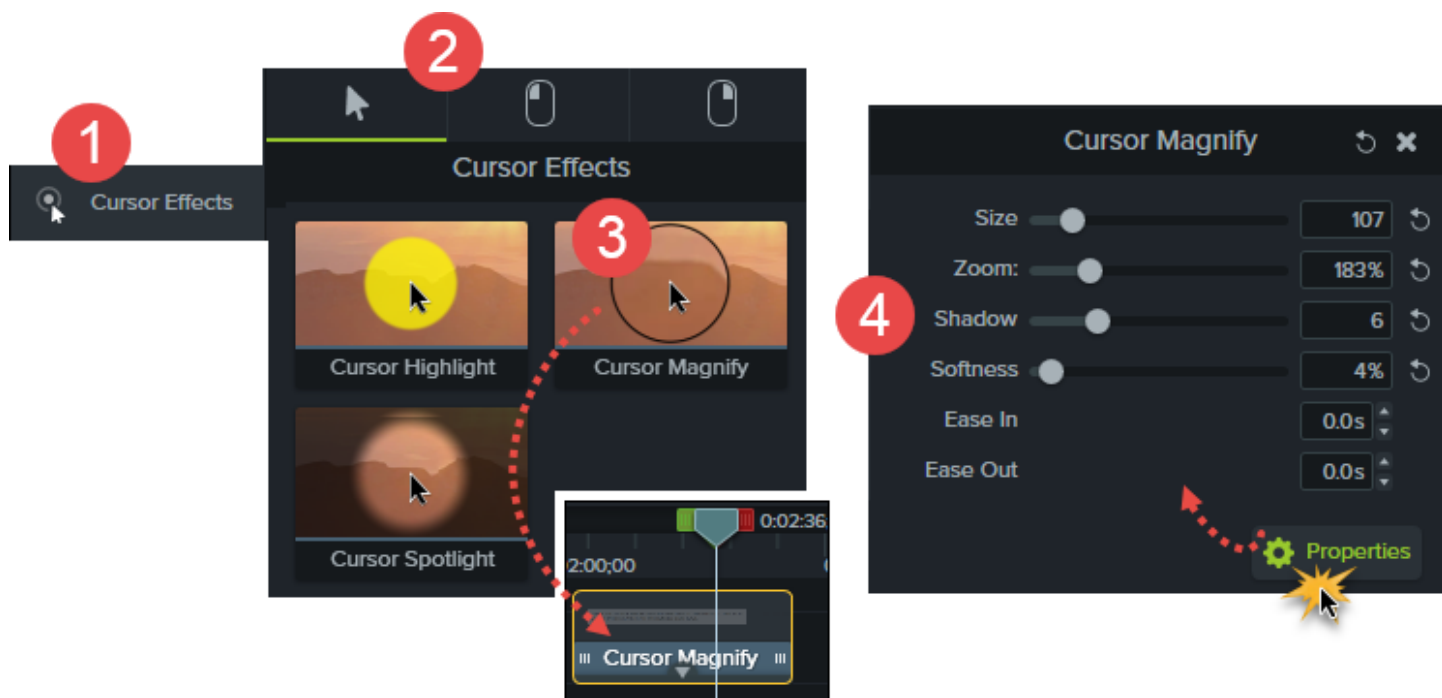 1
Cursor Effects
2
Cursor Effects
3
Cursor Highlight
Cursor Magnify
Cursor Spotlight
0:02:36
2:00;00
Cursor Magnify
4
Cursor Magnify
Size 107
Zoom: 183%
Shadow 6
Softness 4%
Ease In 0.0s
Ease Out 0.0s
Properties